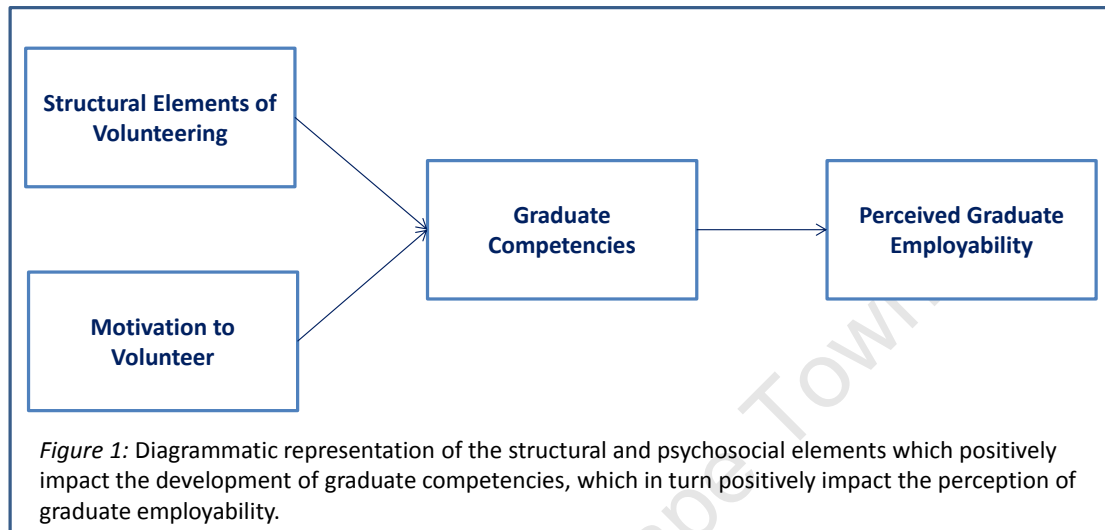 Structural Elements of
Volunteering
Graduate
Competencies
Perceived Graduate
Employability
Motivation to
Volunteer
Figure 1: Diagrammatic representation of the structural and psychosocial elements which positively
impact the development of graduate competencies, which in turn positively impact the perception of
graduate employability.